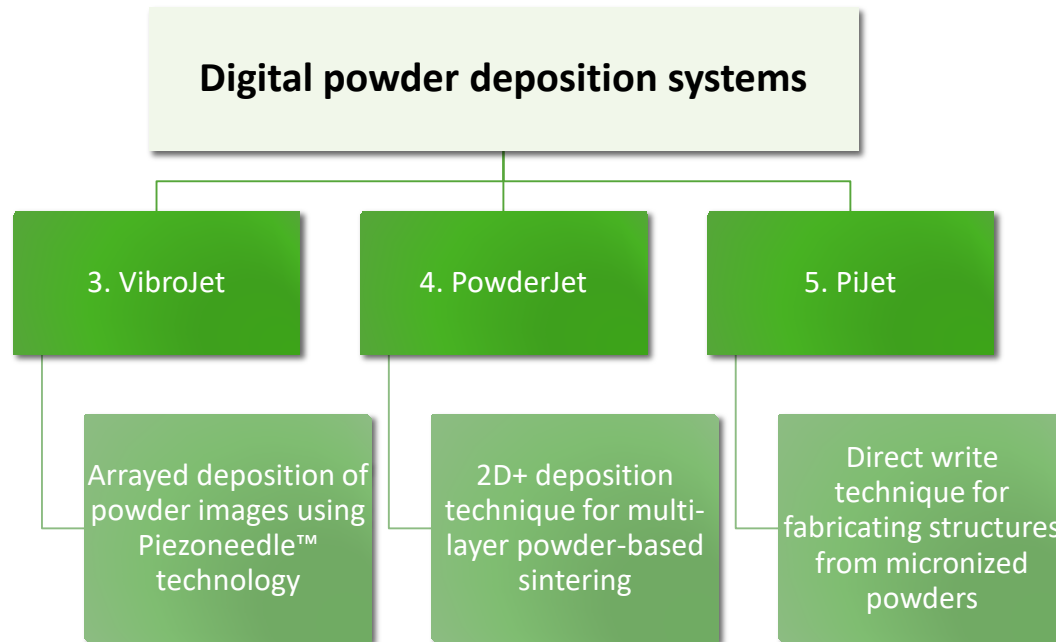 Digital powder deposition systems
3. VibroJet
4. PowderJet
5. PiJet
Arrayed deposition of
powder images using
Piezoneedle™
technology
2D+ deposition
technique for multi-
layer powder-based
sintering
Direct write
technique for
fabricating structures
from micronized
powders